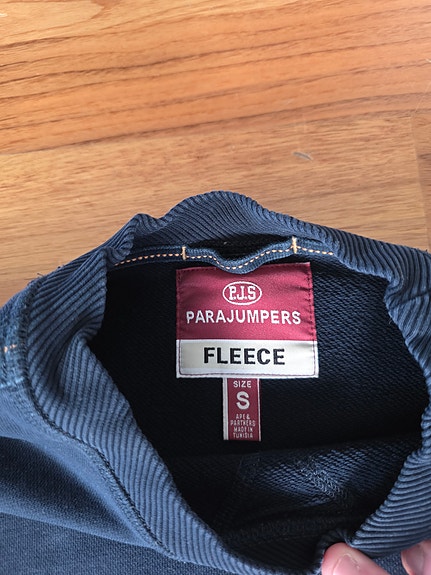 P.J.S
PARAJUMPERS
FLEECE
SIZE
S
APE &
PARTNERS
MADE IN
TUNISIA